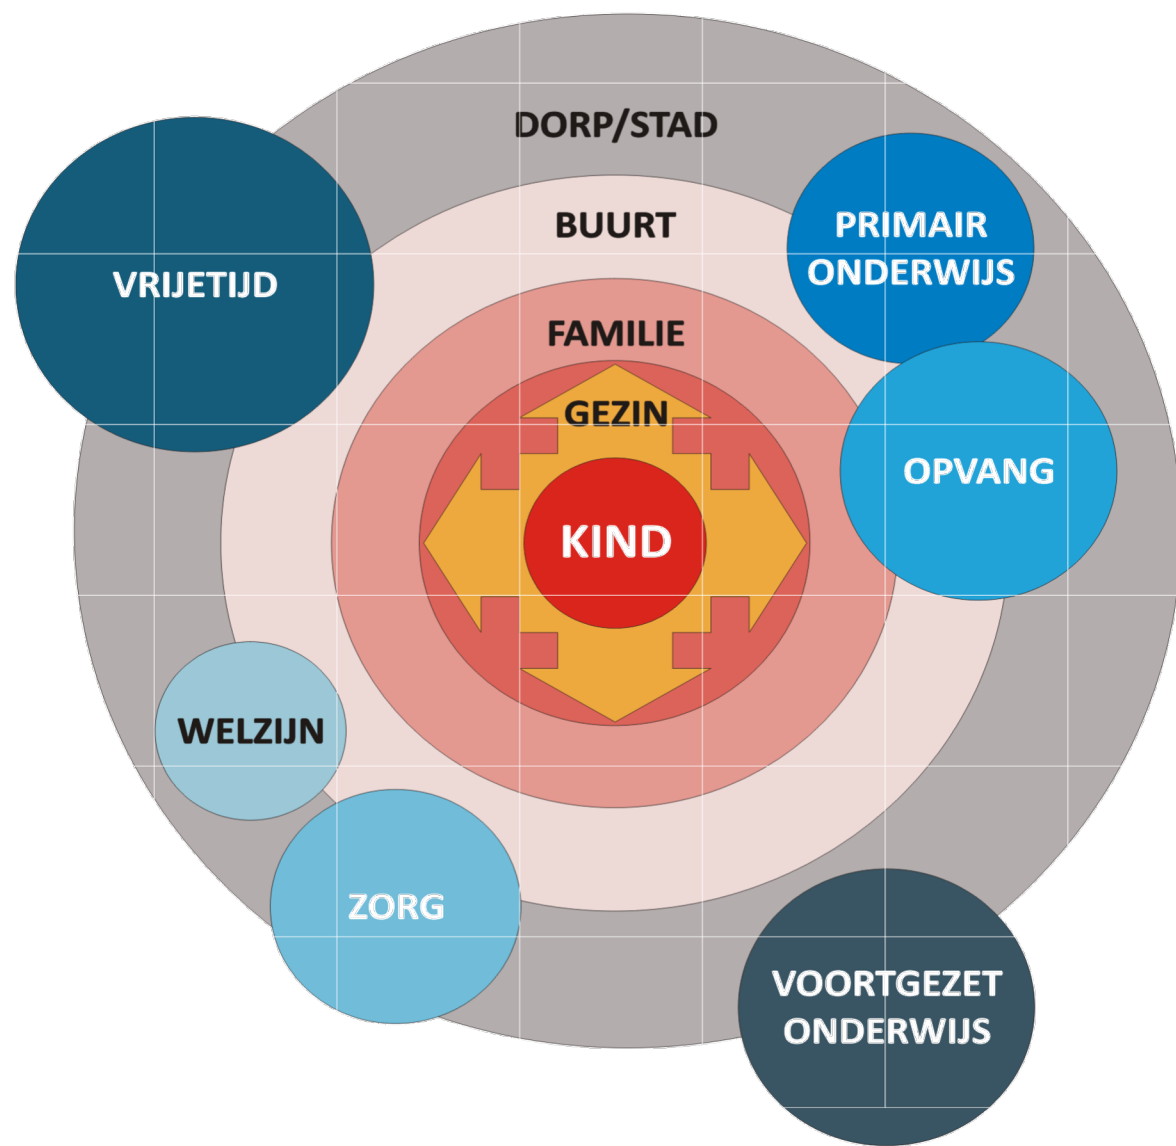 DORP/STAD
BUURT
FAMILIE
GEZIN
KIND
VRIJETIJD
PRIMAIR
ONDERWIJS
OPVANG
WELZIJN
ZORG
VOORTGEZET
ONDERWIJS